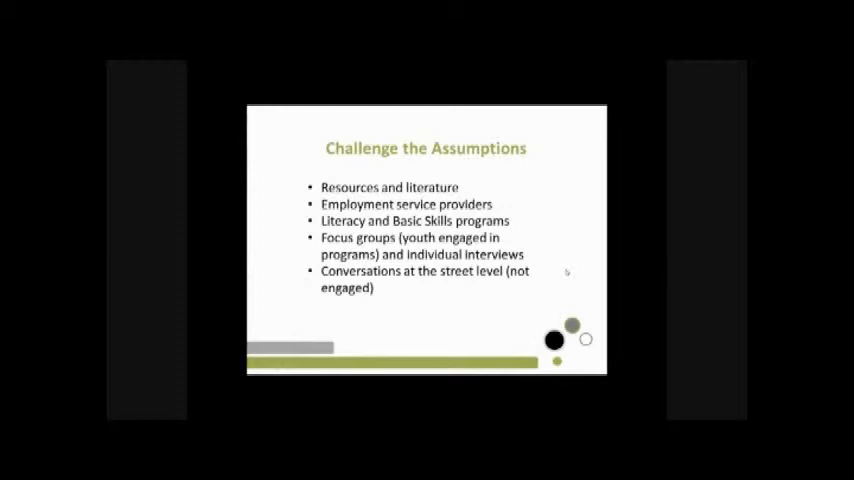 Challenge the Assumptions
• Resources and literature
• Employment service providers
• Literacy and Basic Skills programs
• Focus groups (youth engaged in
programs) and individual interviews
• Conversations at the street level (not
engaged)